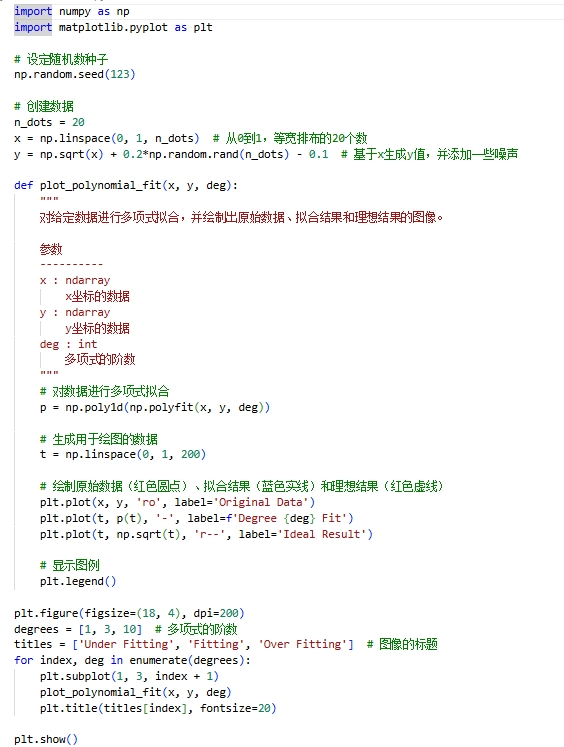 import numpy as np
import matplotlib.pyplot as plt
# 设定随机数种子
np.random.seed(123)
# 创建数据
n_dots = 20
x = np.linspace(0, 1, n_dots)  # 从0到1，等宽排布的20个数
y = np.sqrt(x) + 0.2*np.random.rand(n_dots) - 0.1  # 基于x生成y值，并添加一些噪声
def plot_polynomial_fit(x, y, deg):
    """
    对给定数据进行多项式拟合，并绘制出原始数据、拟合结果和理想结果的图像。
    参数
    ----------
    x : ndarray
        x坐标的数据
    y : ndarray
        y坐标的数据
    deg : int
        多项式的阶数
    """
    # 对数据进行多项式拟合
    p = np.poly1d(np.polyfit(x, y, deg))
    # 生成用于绘图的数据
    t = np.linspace(0, 1, 200)
    # 绘制原始数据（红色圆点）、拟合结果（蓝色实线）和理想结果（红色虚线）
    plt.plot(x, y, 'ro', label='Original Data')
    plt.plot(t, p(t), '-', label=f'Degree {deg} Fit')
    plt.plot(t, np.sqrt(t), 'r--', label='Ideal Result')
    # 显示图例
    plt.legend()
plt.figure(figsize=(18, 4), dpi=200)
degrees = [1, 3, 10]  # 多项式的阶数
titles = ['Under Fitting', 'Fitting', 'Over Fitting']  # 图像的标题
for index, deg in enumerate(degrees):
    plt.subplot(1, 3, index + 1)
    plot_polynomial_fit(x, y, deg)
    plt.title(titles[index], fontsize=20)
plt.show()